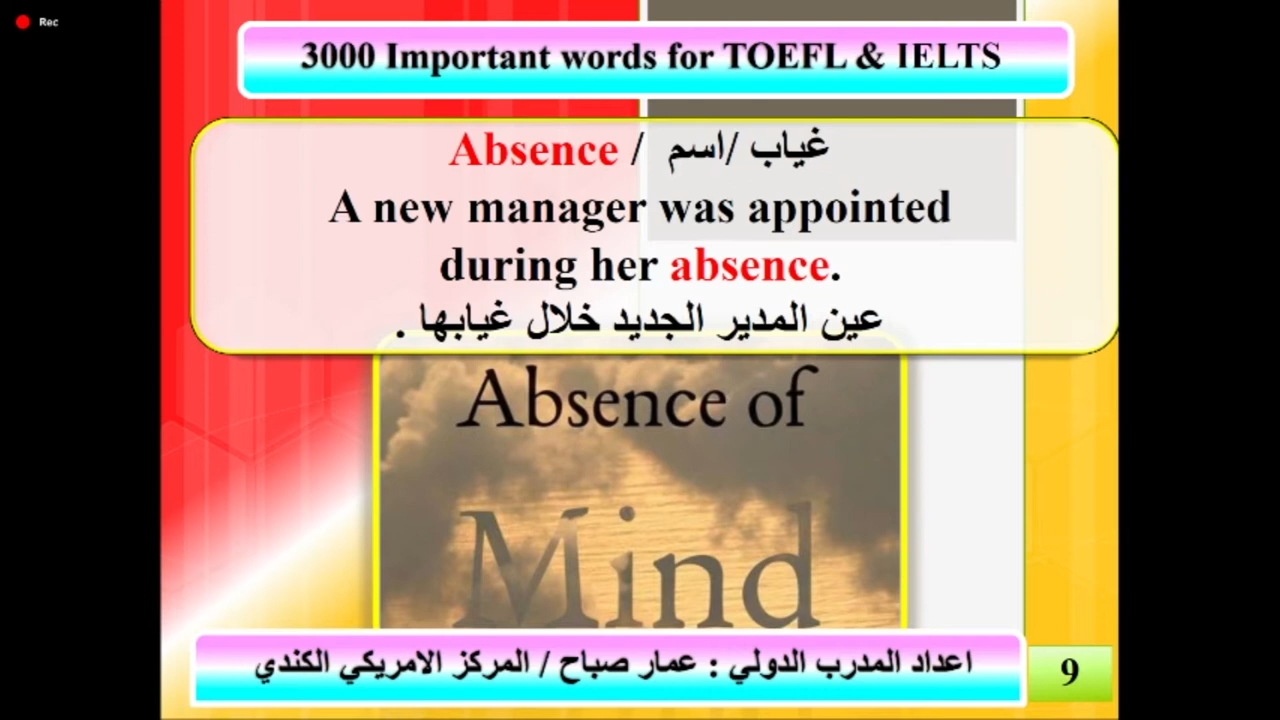 Rec
3000 Important words for TOEFL & IELTS
Absence / غياب /اسم
A new manager was appointed
during her absence.
عين المدير الجديد خلال غيابها .
Absence of
Mind
اعداد المدرب الدولي : عمار صباح / المركز الامريكي الكندي
9